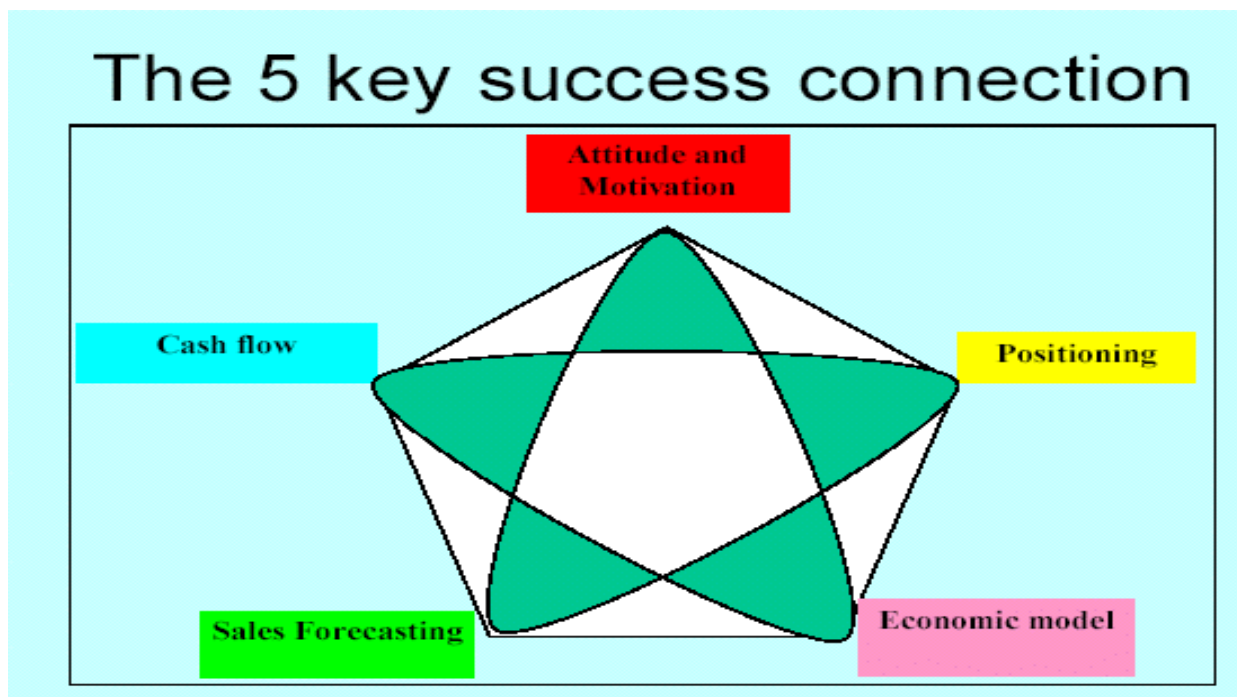 The 5 key success connection
Attitude and
Motivation
Cash flow
Positioning
Sales Forecasting
Economic model